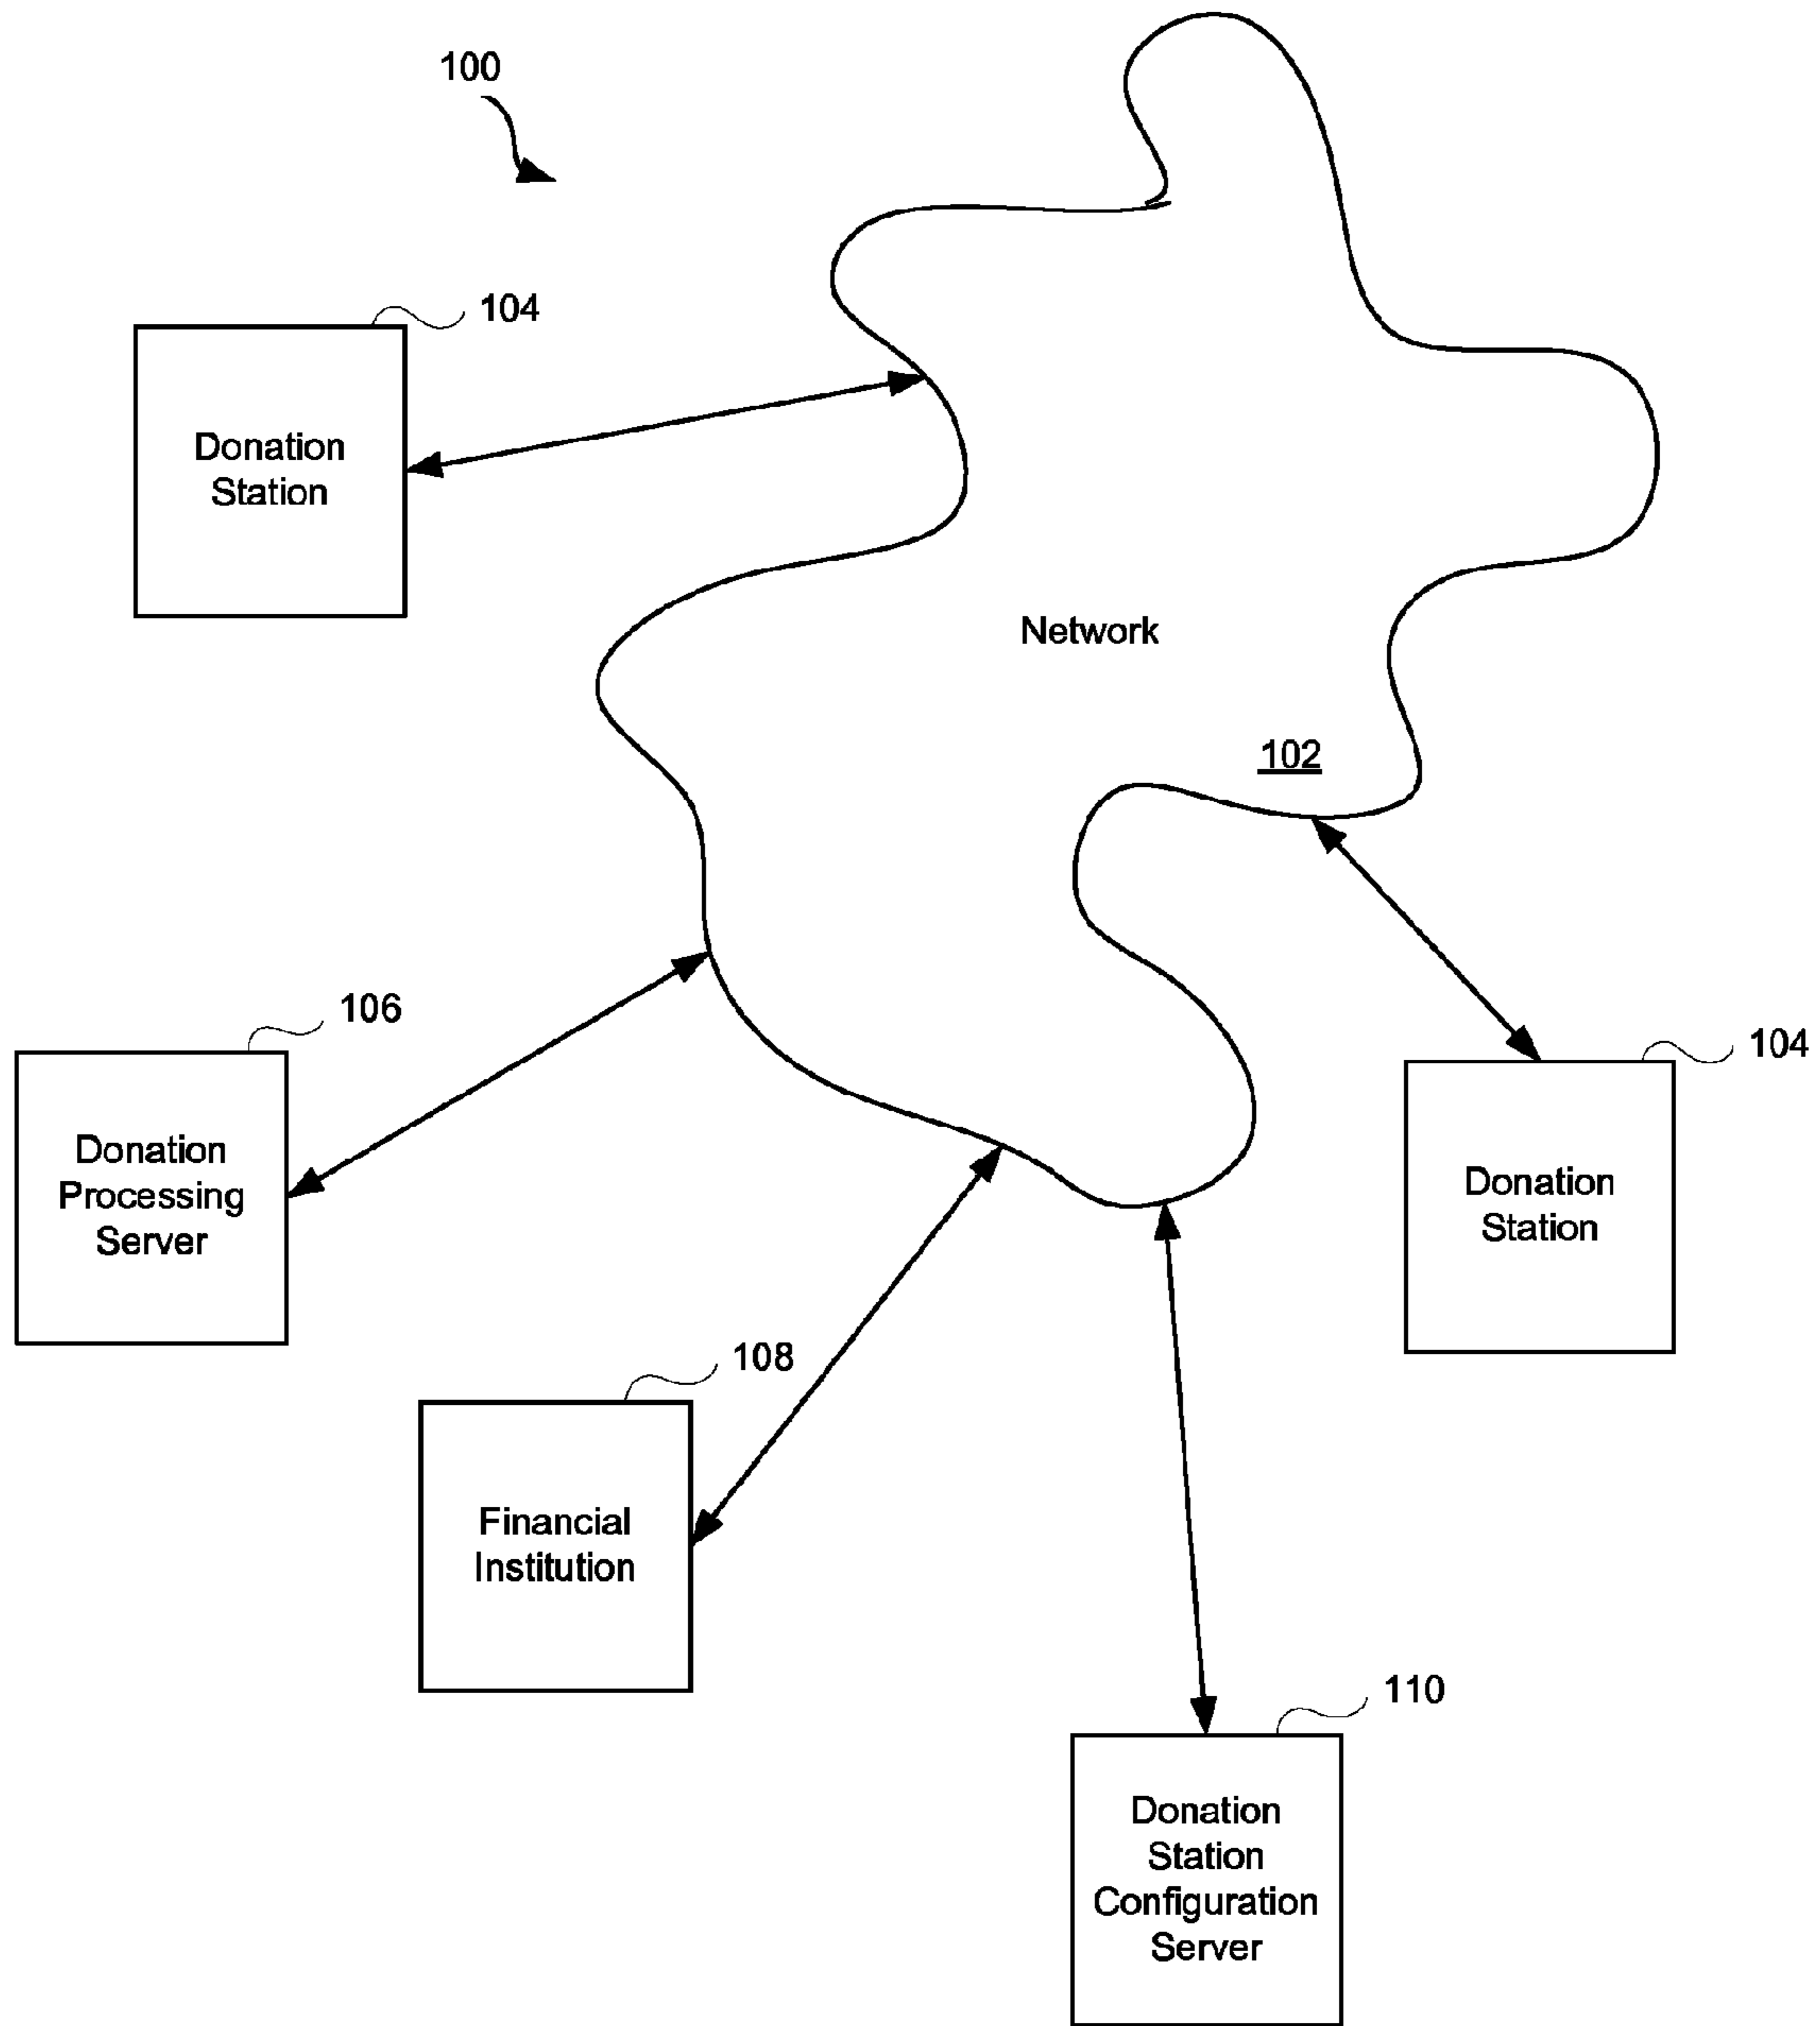 100
104
Donation
Station
Network
102
106
Donation
Processing
Server
104
Donation
Station
108
Financial
Institution
110
Donation
Station
Configuration
Server